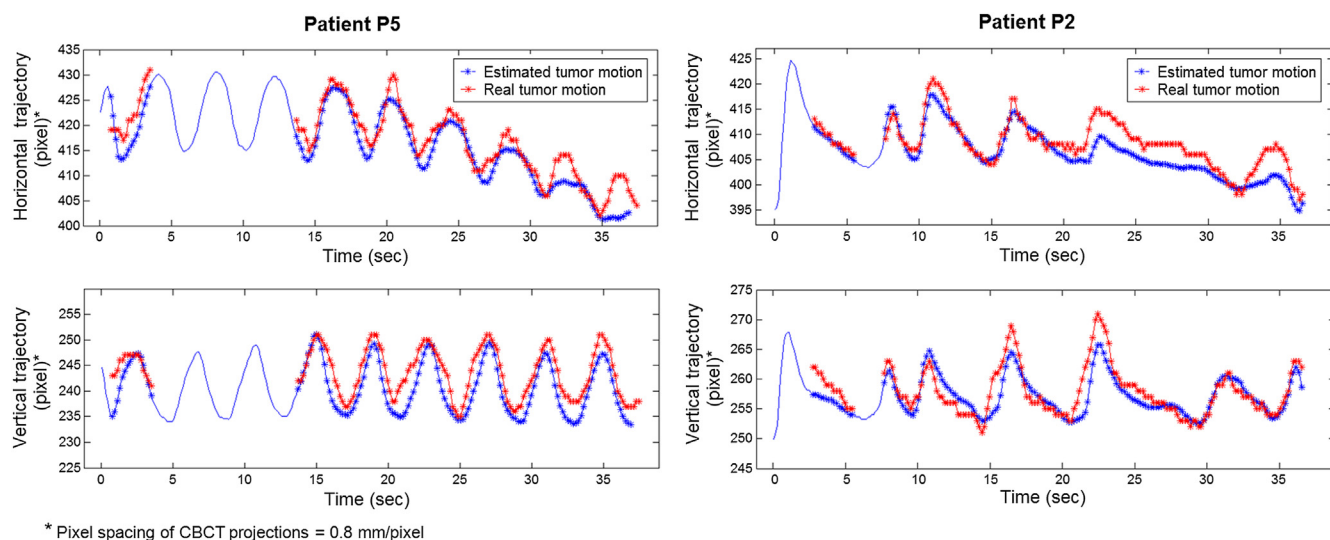 Patient P5
Horizontal trajectory
(pixel)*
435
430
425
420
415
410
405
400
0 5 10 15 20 25 30 35
Time (sec)
Estimated tumor motion
Real tumor motion
Vertical trajectory
(pixel)*
260
255
250
245
240
235
230
225
0 5 10 15 20 25 30 35
Time (sec)
Patient P2
Horizontal trajectory
(pixel)*
425
420
415
410
405
400
395
0 5 10 15 20 25 30 35
Time (sec)
Estimated tumor motion
Real tumor motion
Vertical trajectory
(pixel)*
275
270
265
260
255
250
245
0 5 10 15 20 25 30 35
Time (sec)
* Pixel spacing of CBCT projections = 0.8 mm/pixel